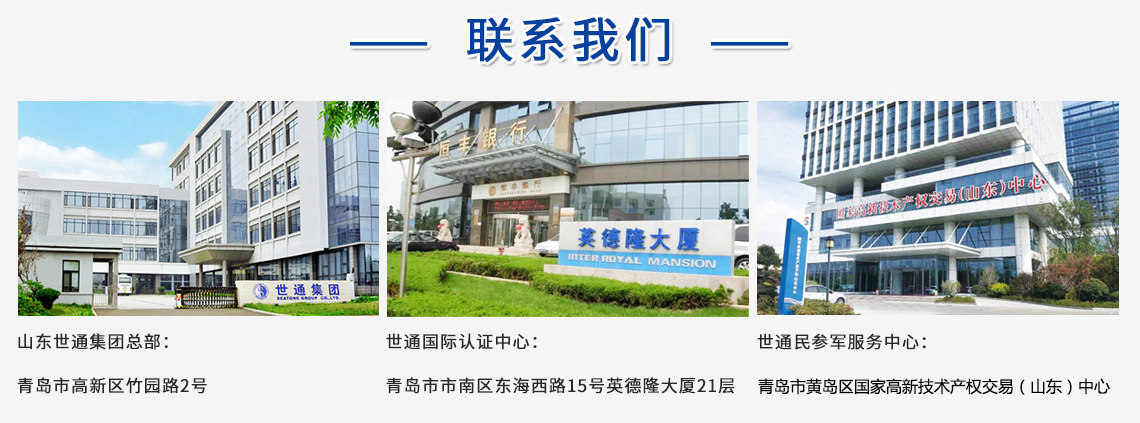 联系我们
世通集团
SEATONE GROUP CO.,LTD.
恒丰银行
恒丰银行
英德隆大厦
INTER ROYAL MANSION
国家高新技术产权交易(山东)中心
山东世通集团总部：
青岛市高新区竹园路2号
世通国际认证中心：
青岛市市南区东海西路15号英德隆大厦21层
世通民参军服务中心：
青岛市黄岛区国家高新技术产权交易（山东）中心